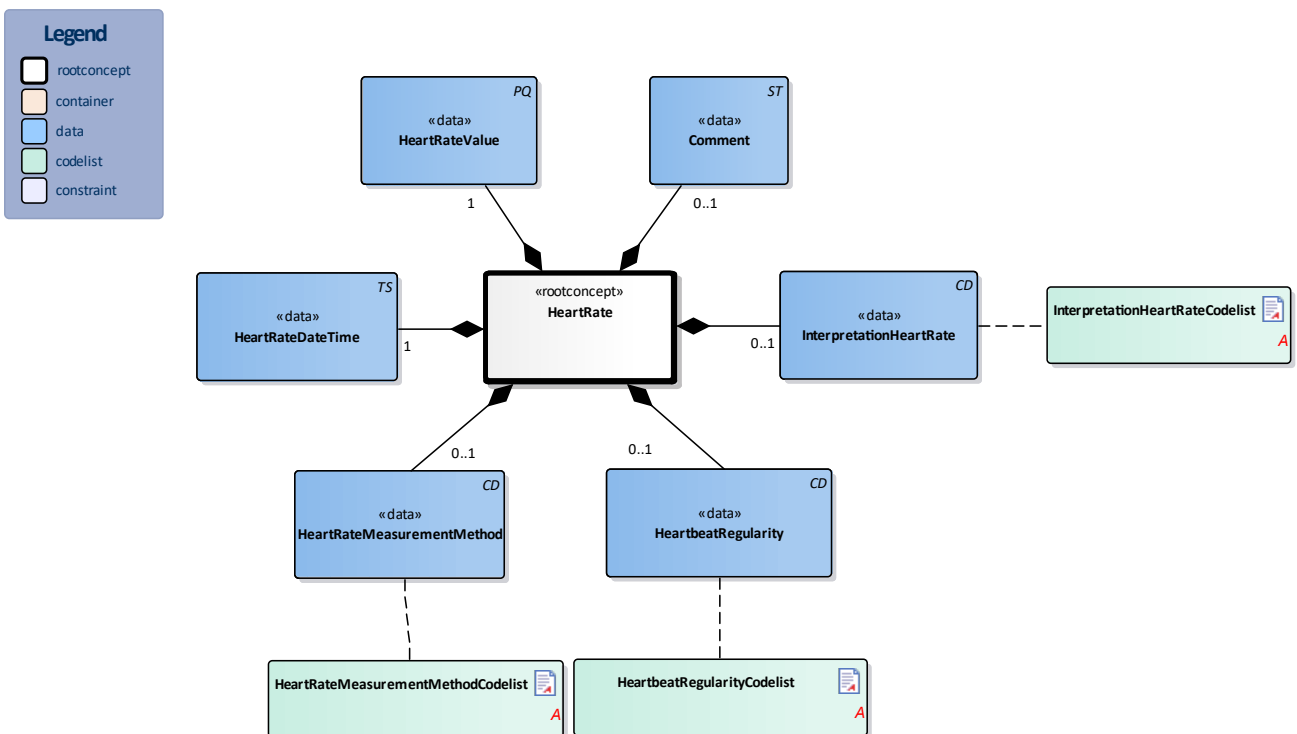 Legend
rootconcept
container
data
codelist
constraint
PQ
«data»
HeartRateValue
ST
«data»
Comment
1
0..1
TS
«data»
HeartRateDateTime
1
«rootconcept»
HeartRate
CD
«data»
InterpretationHeartRate
0..1
InterpretationHeartRateCodelist
A
0..1
0..1
CD
«data»
HeartRateMeasurementMethod
CD
«data»
HeartbeatRegularity
HeartRateMeasurementMethodCodelist
A
HeartbeatRegularityCodelist
A